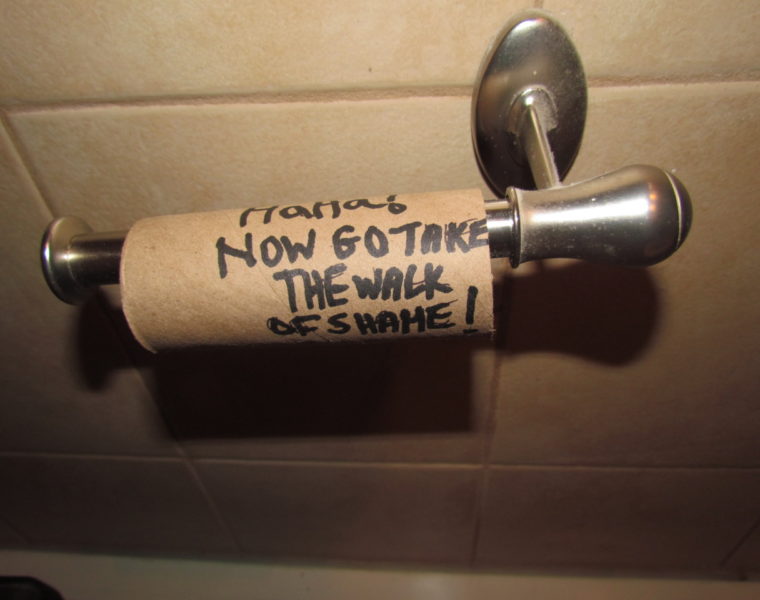 HaHa!
NOW GO TAKE
THE WALK
OF SHAME!